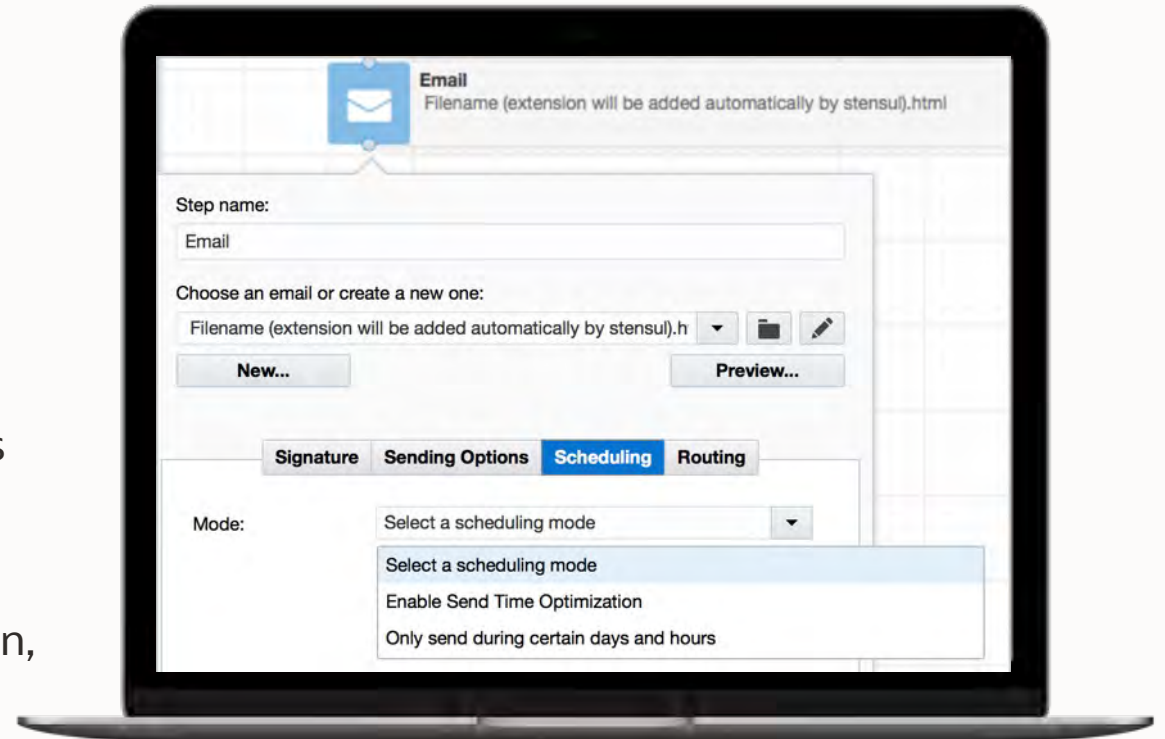 Email
Filename (extension will be added automatically by stensul).html
Step name:
Email
Choose an email or create a new one:
Filename (extension will be added automatically by stensul).h
New...
Preview...
Signature
Sending Options
Scheduling
Routing
s
Mode:
Select a scheduling mode
Select a scheduling mode
Enable Send Time Optimization
n,
Only send during certain days and hours